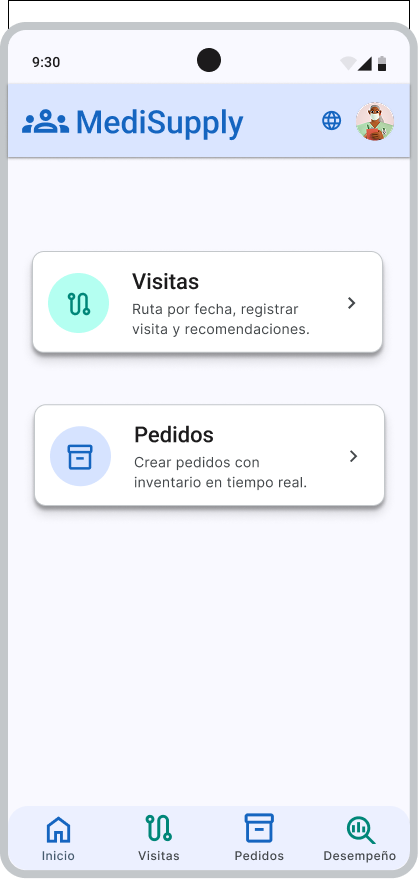 9:30
MediSupply
Visitas
Ruta por fecha, registrar
visita y recomendaciones.
Pedidos
Crear pedidos con
inventario en tiempo real.
Inicio
Visitas
Pedidos
Desempeño